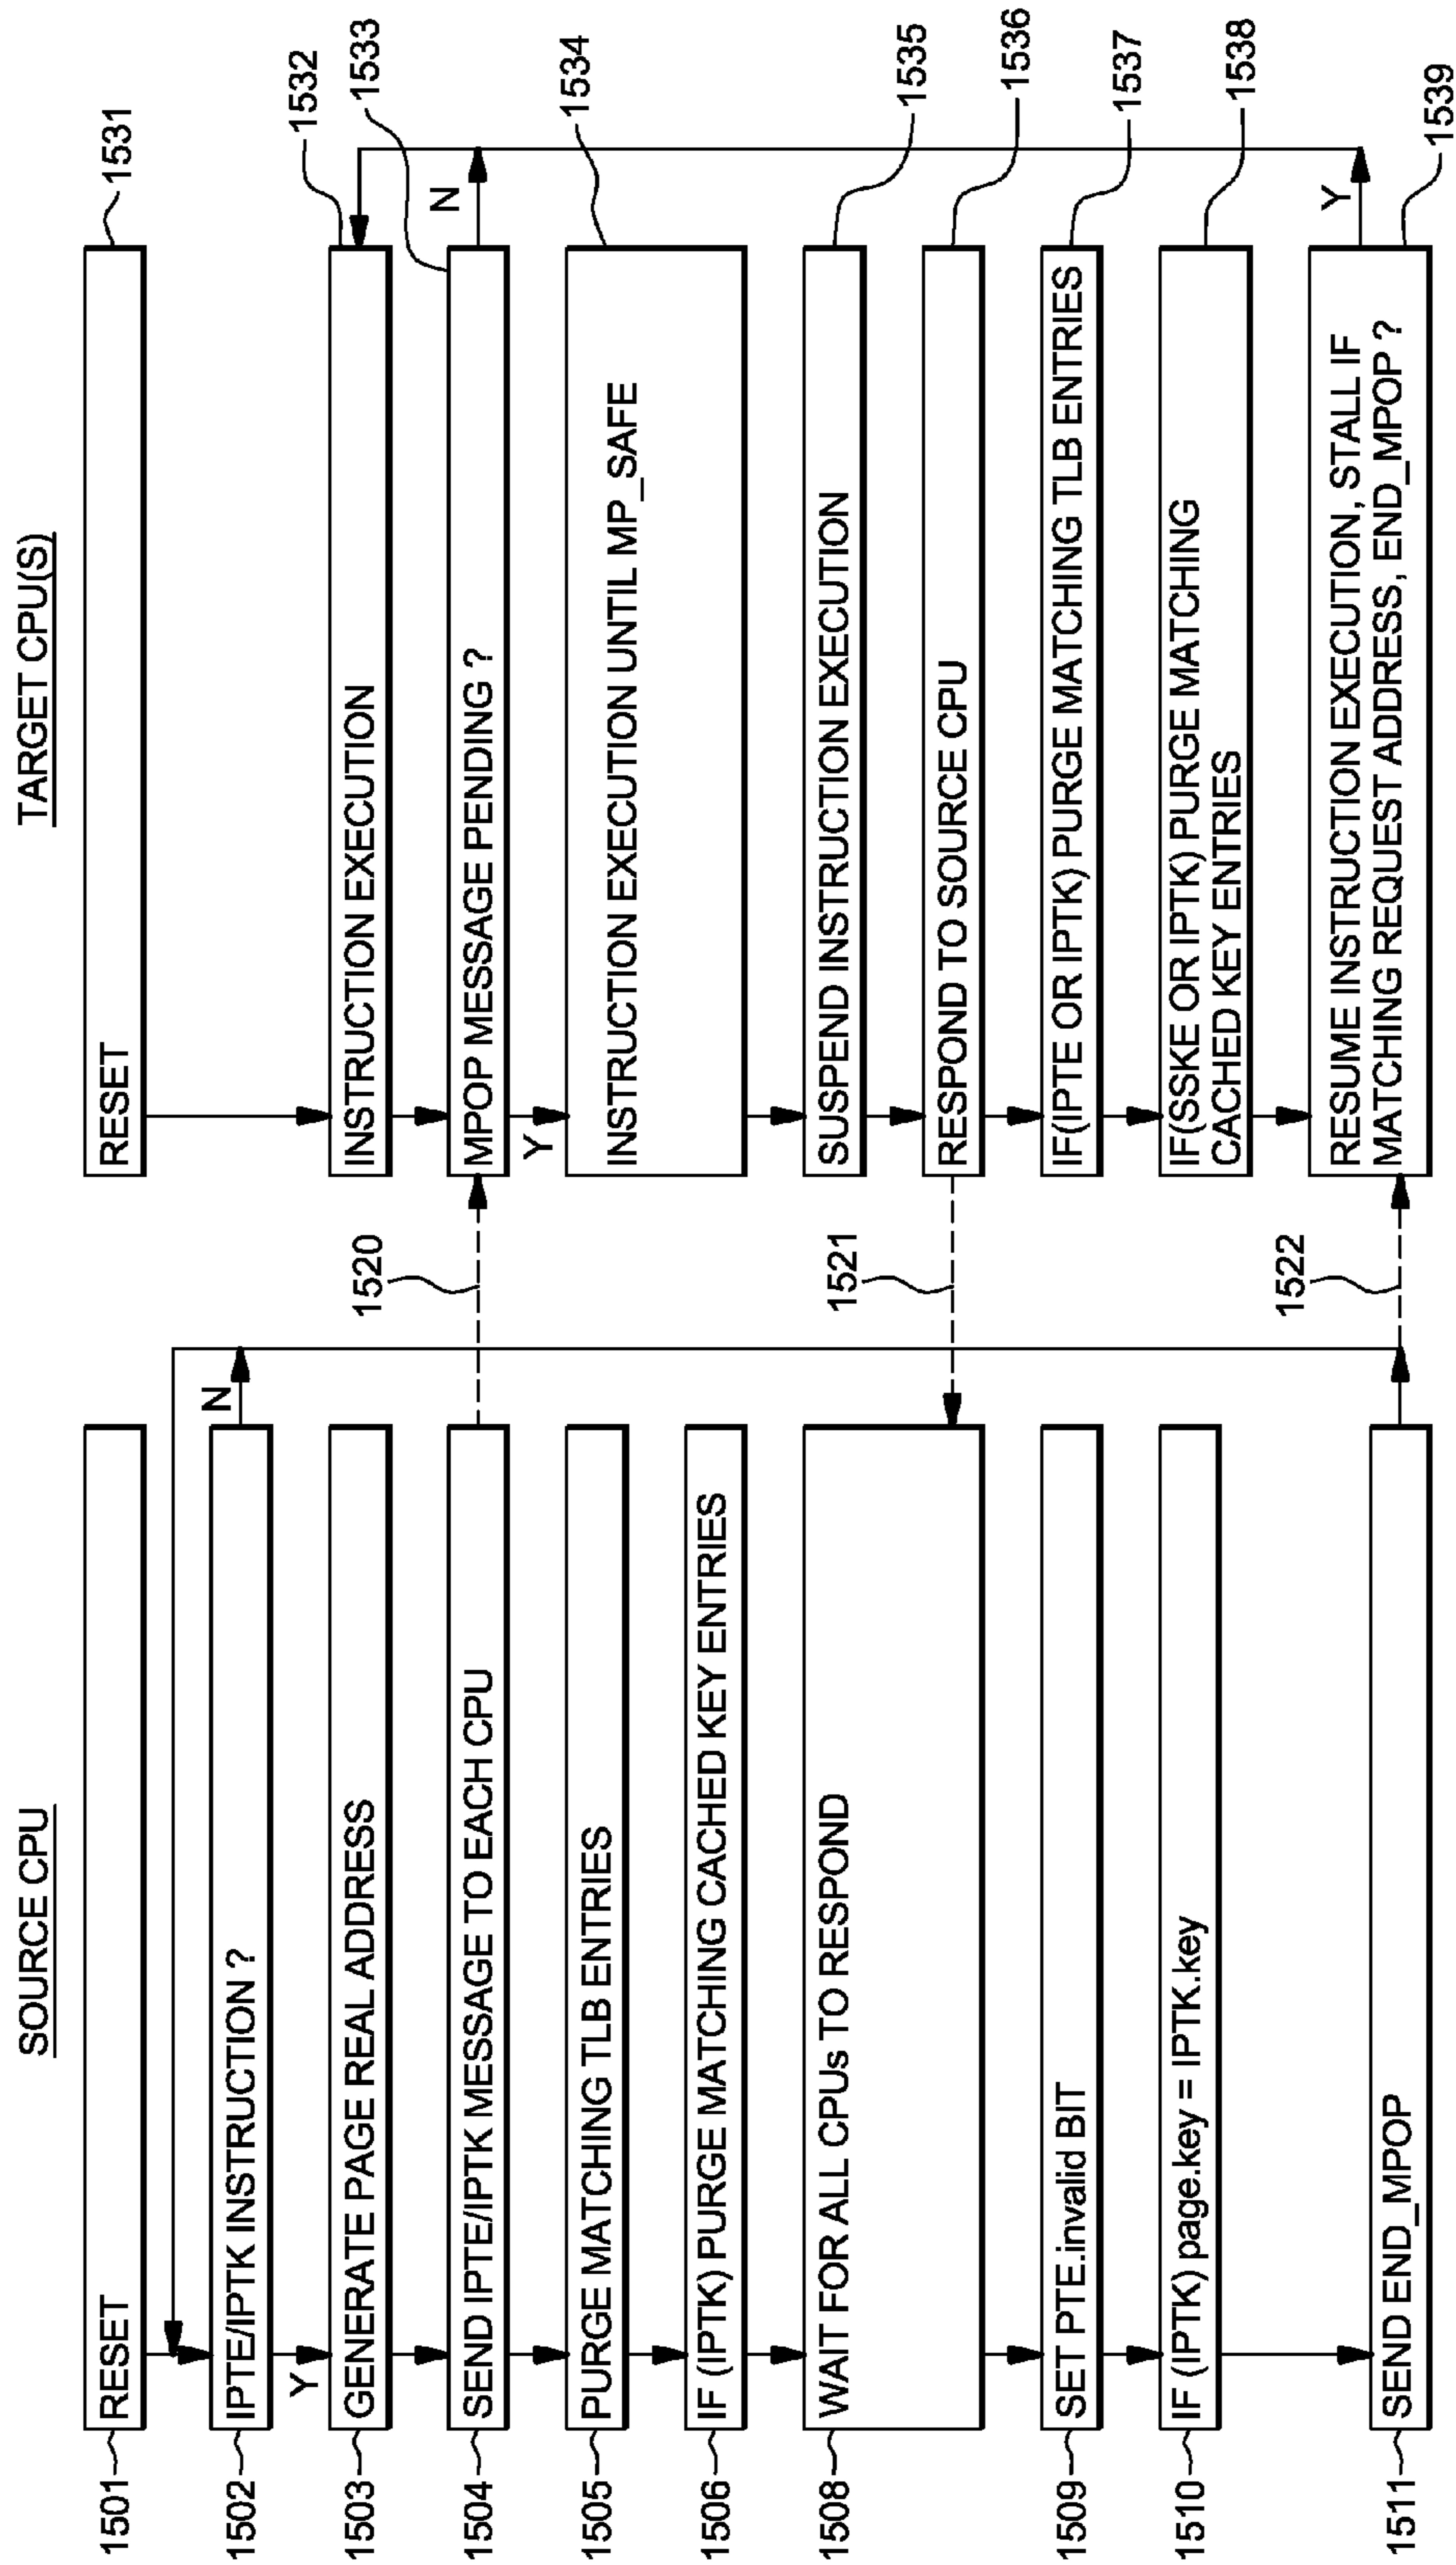 SOURCE CPU
1501
RESET
1502
IPTE/IPTK INSTRUCTION ?
N
Y
1503
GENERATE PAGE REAL ADDRESS
1504
SEND IPTE/IPTK MESSAGE TO EACH CPU
1505
PURGE MATCHING TLB ENTRIES
1506
IF (IPTK) PURGE MATCHING CACHED KEY ENTRIES
1508
WAIT FOR ALL CPUs TO RESPOND
1509
SET PTE.invalid BIT
1510
IF (IPTK) page.key = IPTK.key
1511
SEND END_MPOP
1520
1521
1522
TARGET CPU(S)
RESET
1531
INSTRUCTION EXECUTION
1532
MPOP MESSAGE PENDING ?
1533
N
Y
INSTRUCTION EXECUTION UNTIL MP_SAFE
1534
SUSPEND INSTRUCTION EXECUTION
1535
RESPOND TO SOURCE CPU
1536
IF(IPTE OR IPTK) PURGE MATCHING TLB ENTRIES
1537
IF(SSKE OR IPTK) PURGE MATCHING
CACHED KEY ENTRIES
1538
Y
RESUME INSTRUCTION EXECUTION, STALL IF
MATCHING REQUEST ADDRESS, END_MPOP ?
1539